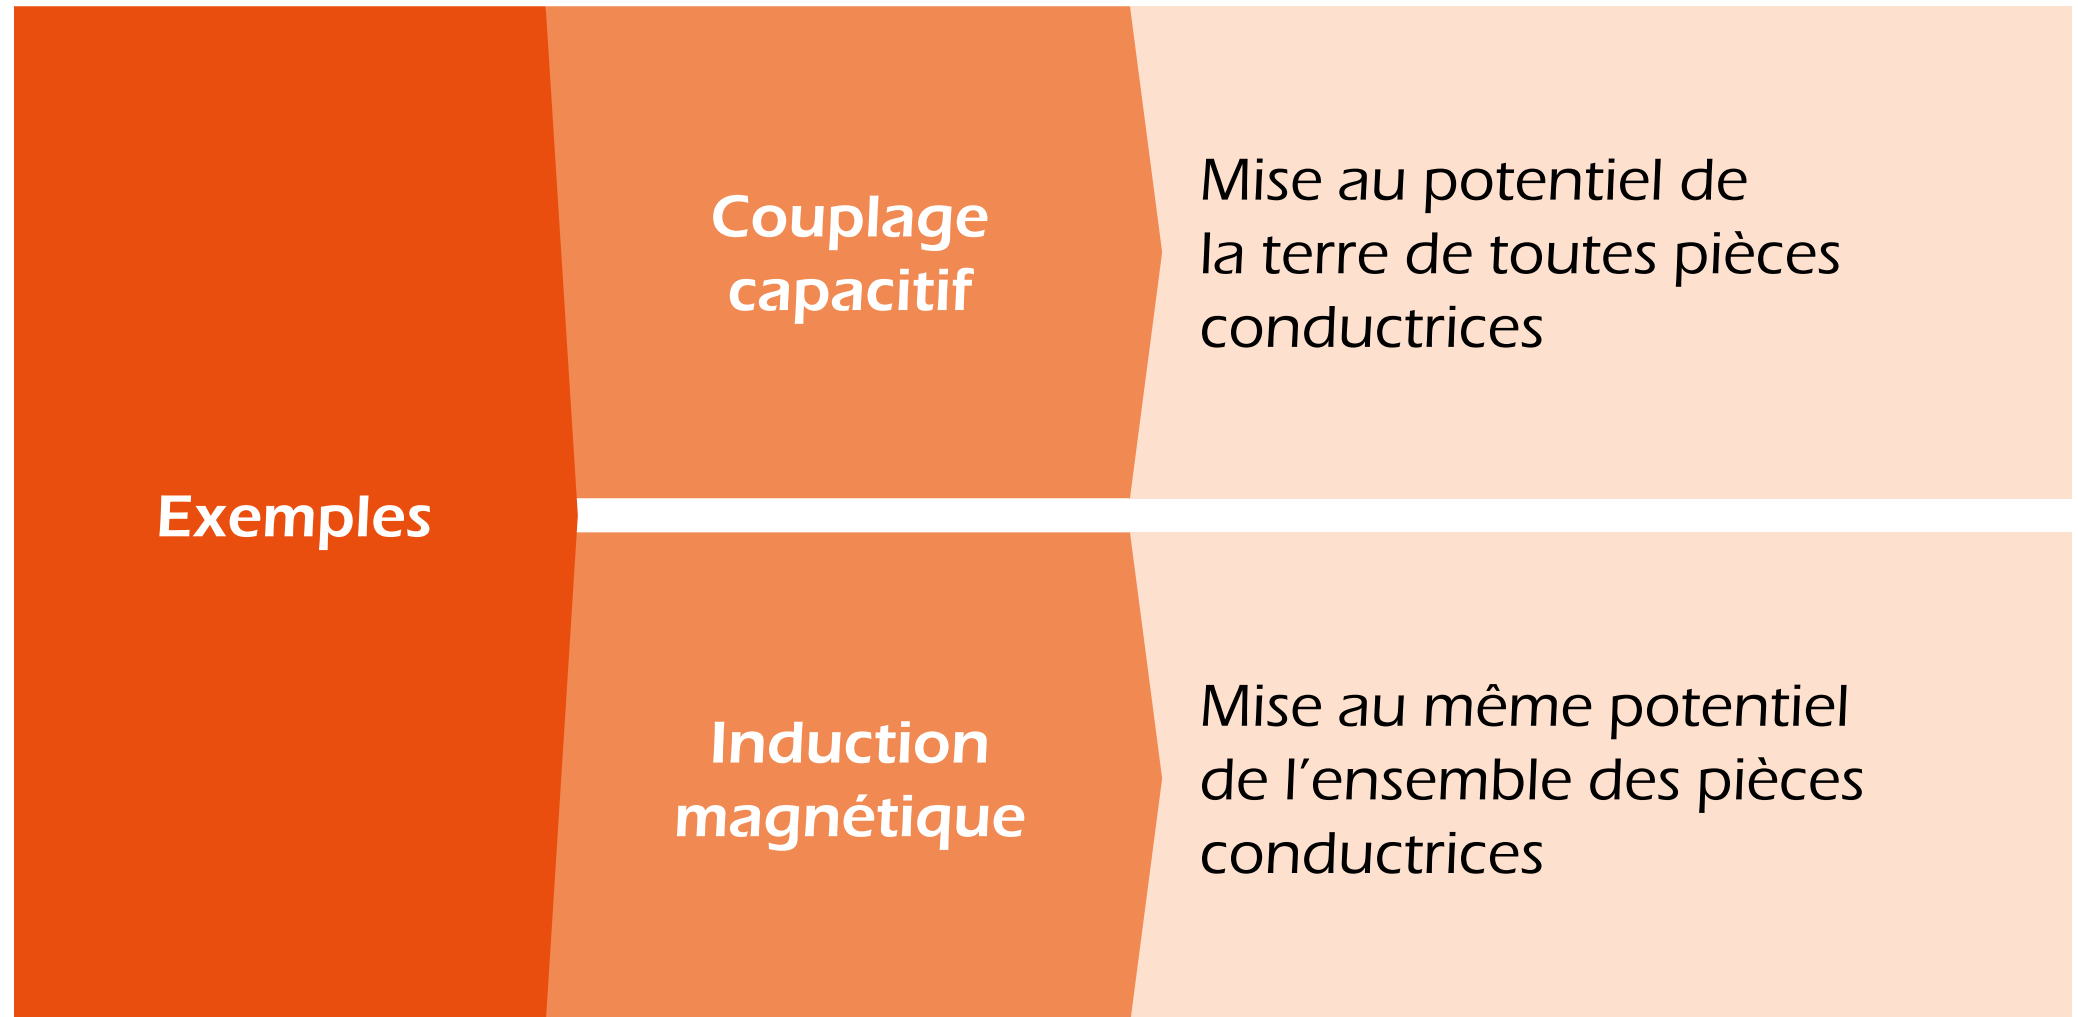 Exemples
Couplage
capacitif
Mise au potentiel de
la terre de toutes pièces
conductrices
Induction
magnétique
Mise au même potentiel
de l’ensemble des pièces
conductrices